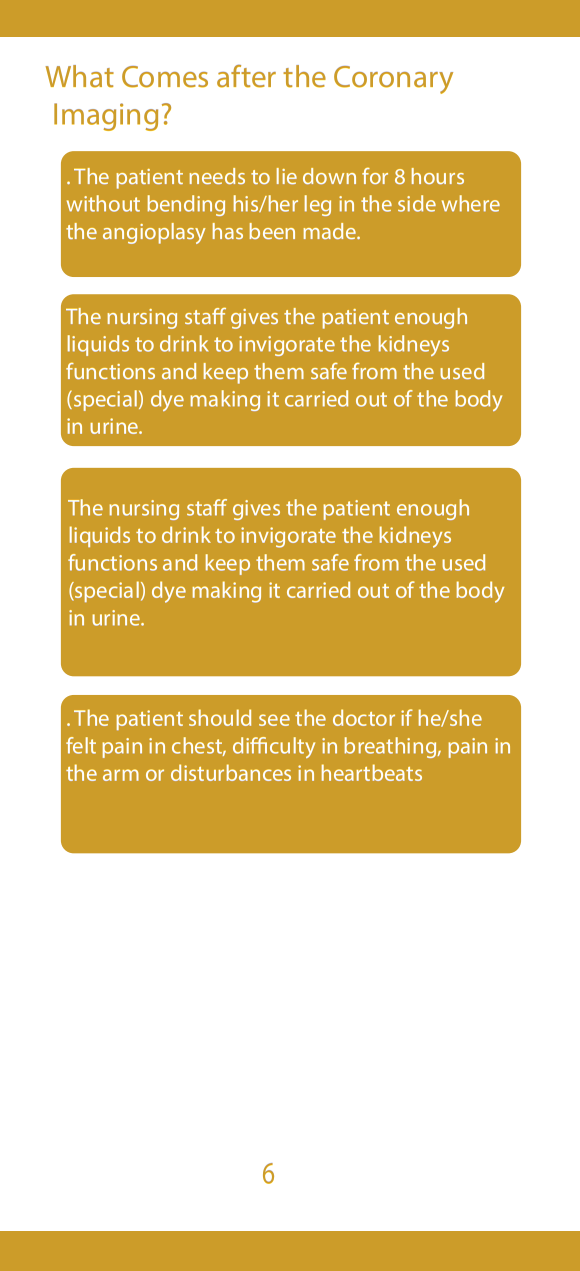 What Comes after the Coronary
Imaging?
. The patient needs to lie down for 8 hours
without bending his/her leg in the side where
the angioplasy has been made.
The nursing staff gives the patient enough
liquids to drink to invigorate the kidneys
functions and keep them safe from the used
(special) dye making it carried out of the body
in urine.
The nursing staff gives the patient enough
liquids to drink to invigorate the kidneys
functions and keep them safe from the used
(special) dye making it carried out of the body
in urine.
. The patient should see the doctor if he/she
felt pain in chest, difficulty in breathing, pain in
the arm or disturbances in heartbeats
6